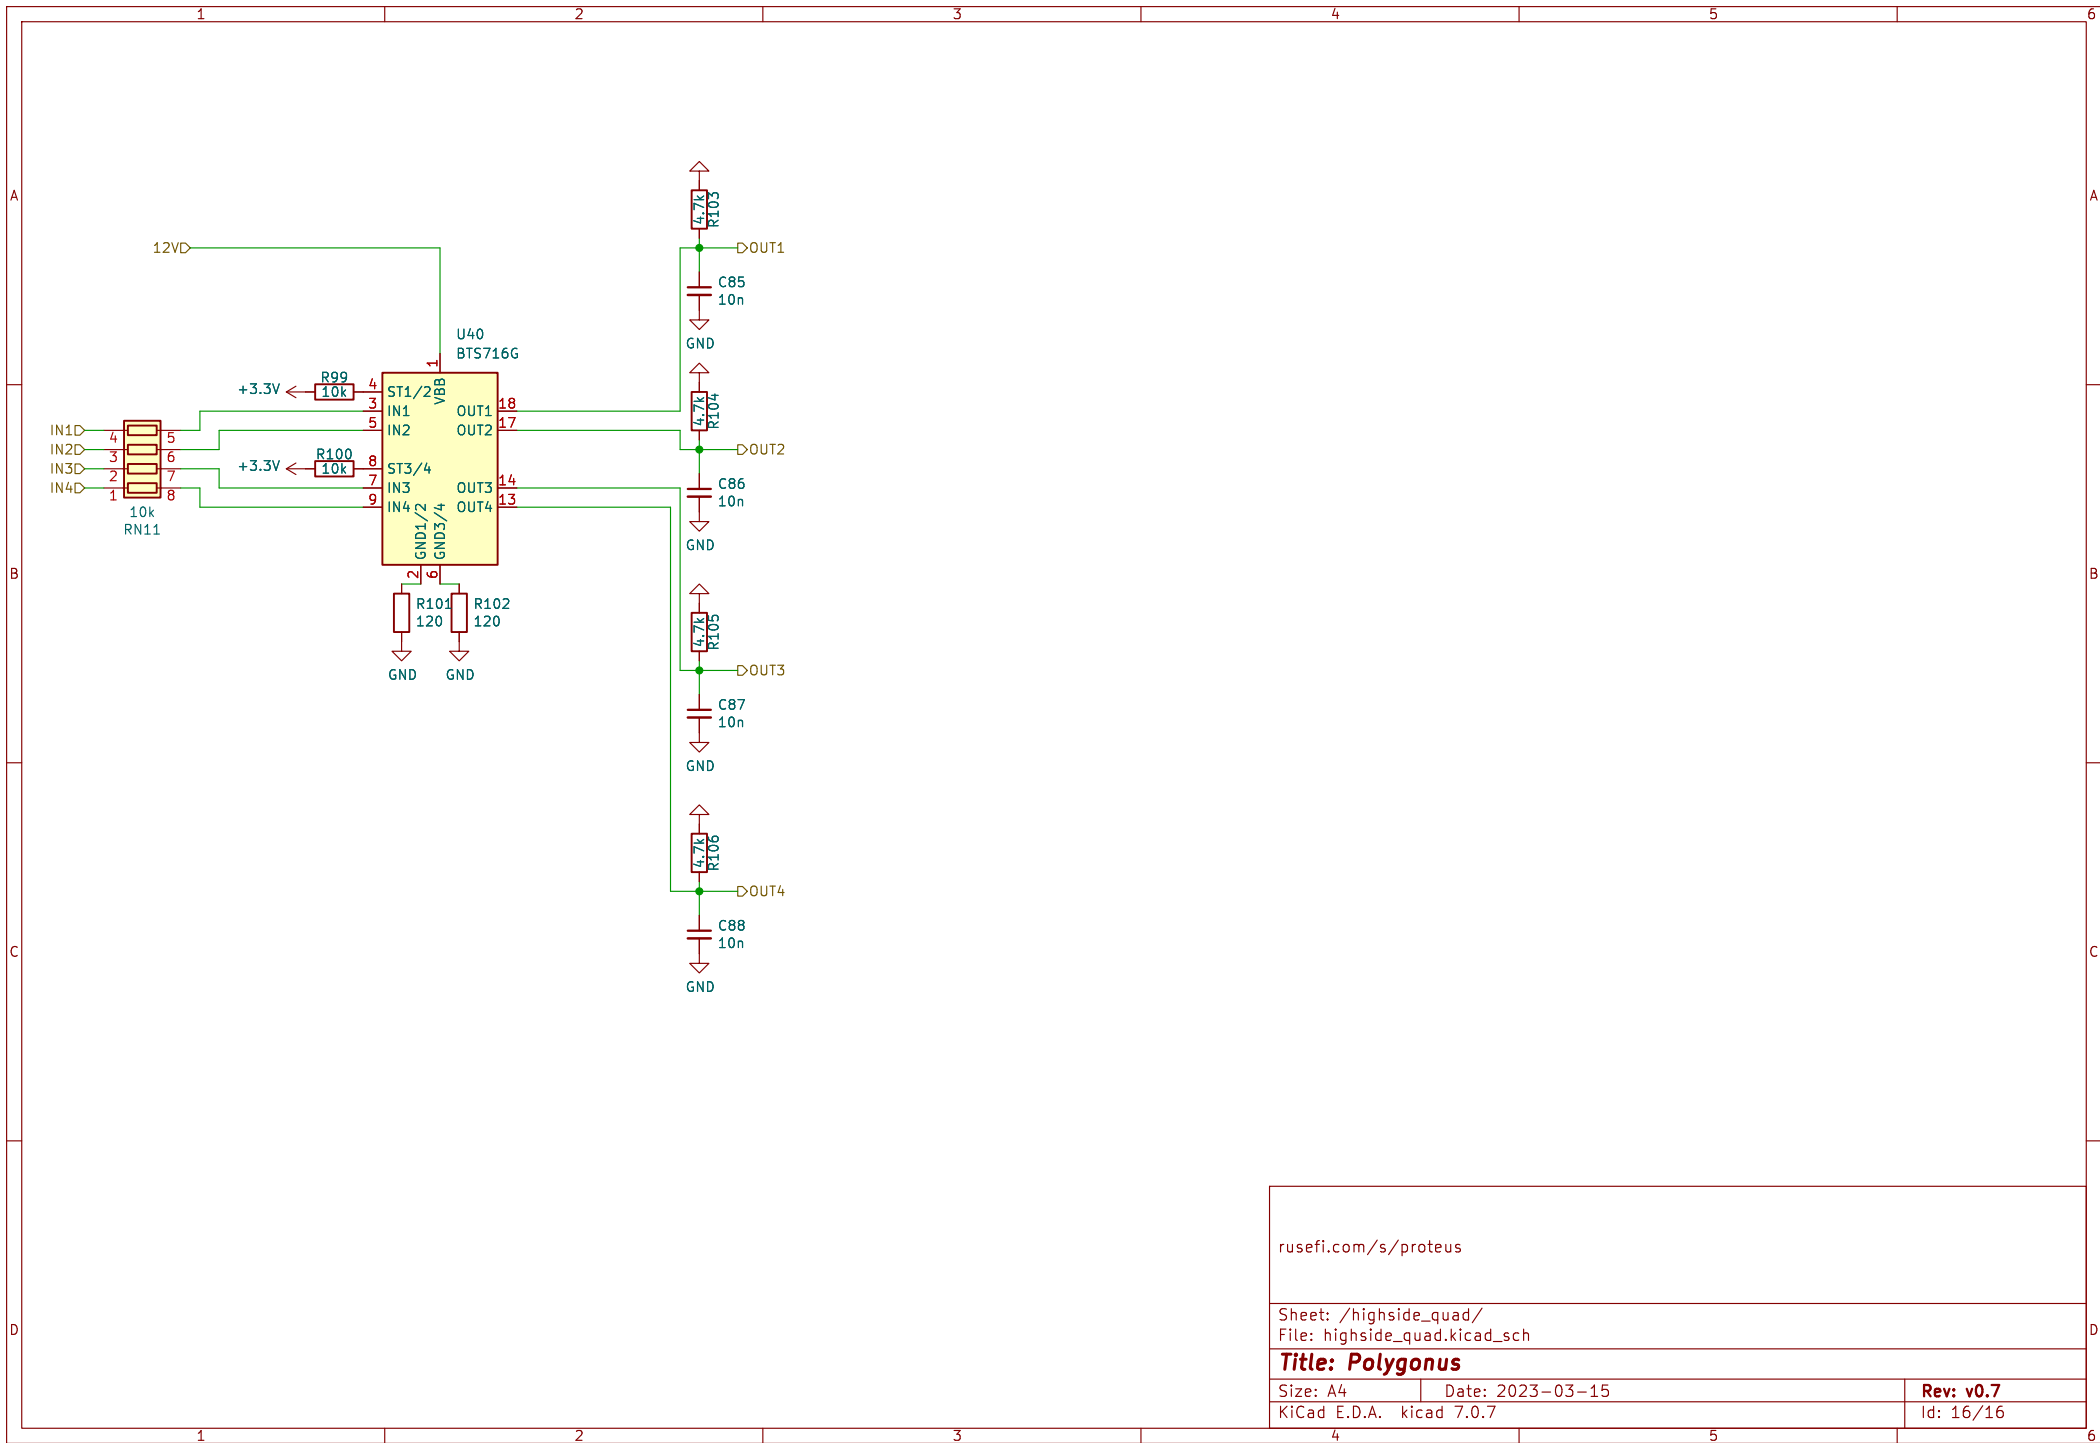 1 2 3 4 5 6
A A
R103
4.7k
12V OUT1
C85
10n
GND
U40
BTS716G
1
VBB
+3.3V R99 10k 4 ST1/2
3 IN1 OUT1 18
5 IN2 OUT2 17
R104
4.7k
OUT2
+3.3V R100 10k 8 ST3/4
7 IN3 OUT3 14
9 IN4 OUT4 13
GND1/2 GND3/4
2 6
IN1 4 5
IN2 3 6
IN3 2 7
IN4 1 8
10k
RN11
C86
10n
GND
B B
R101
120
R102
120
GND GND
R105
4.7k
OUT3
C87
10n
GND
R106
4.7k
OUT4
C88
10n
GND
C C
rusefi.com/s/proteus
Sheet: /highside_quad/
File: highside_quad.kicad_sch
D D
Title: Polygonus
Size: A4 Date: 2023-03-15 Rev: v0.7
KiCad E.D.A. kicad 7.0.7 Id: 16/16
1 2 3 4 5 6